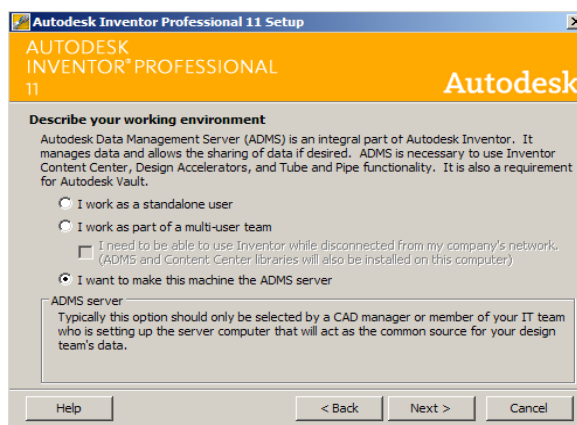 Autodesk Inventor Professional 11 Setup
AUTODESK
INVENTOR® PROFESSIONAL
11
Autodesk
Describe your working environment
Autodesk Data Management Server (ADMS) is an integral part of Autodesk Inventor. It
manages data and allows the sharing of data if desired. ADMS is necessary to use Inventor
Content Center, Design Accelerators, and Tube and Pipe functionality. It is also a requirement
for Autodesk Vault.
I work as a standalone user
I work as part of a multi-user team
I need to be able to use Inventor while disconnected from my company's network.
(ADMS and Content Center libraries will also be installed on this computer)
I want to make this machine the ADMS server
ADMS server
Typically this option should only be selected by a CAD manager or member of your IT team
who is setting up the server computer that will act as the common source for your design
team's data.
Help
< Back
Next >
Cancel